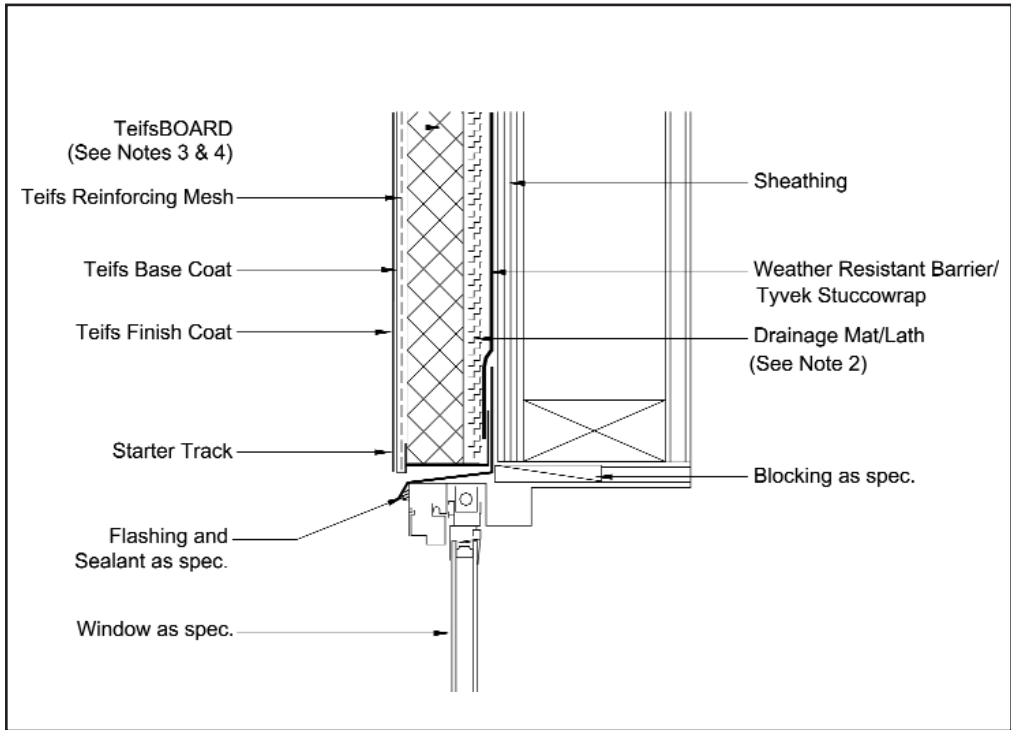 TeifsBOARD
(See Notes 3 & 4)
Teifs Reinforcing Mesh
Teifs Base Coat
Teifs Finish Coat
Starter Track
Flashing and
Sealant as spec.
Window as spec.
Sheathing
Weather Resistant Barrier/
Tyvek Stuccowrap
Drainage Mat/Lath
(See Note 2)
Blocking as spec.